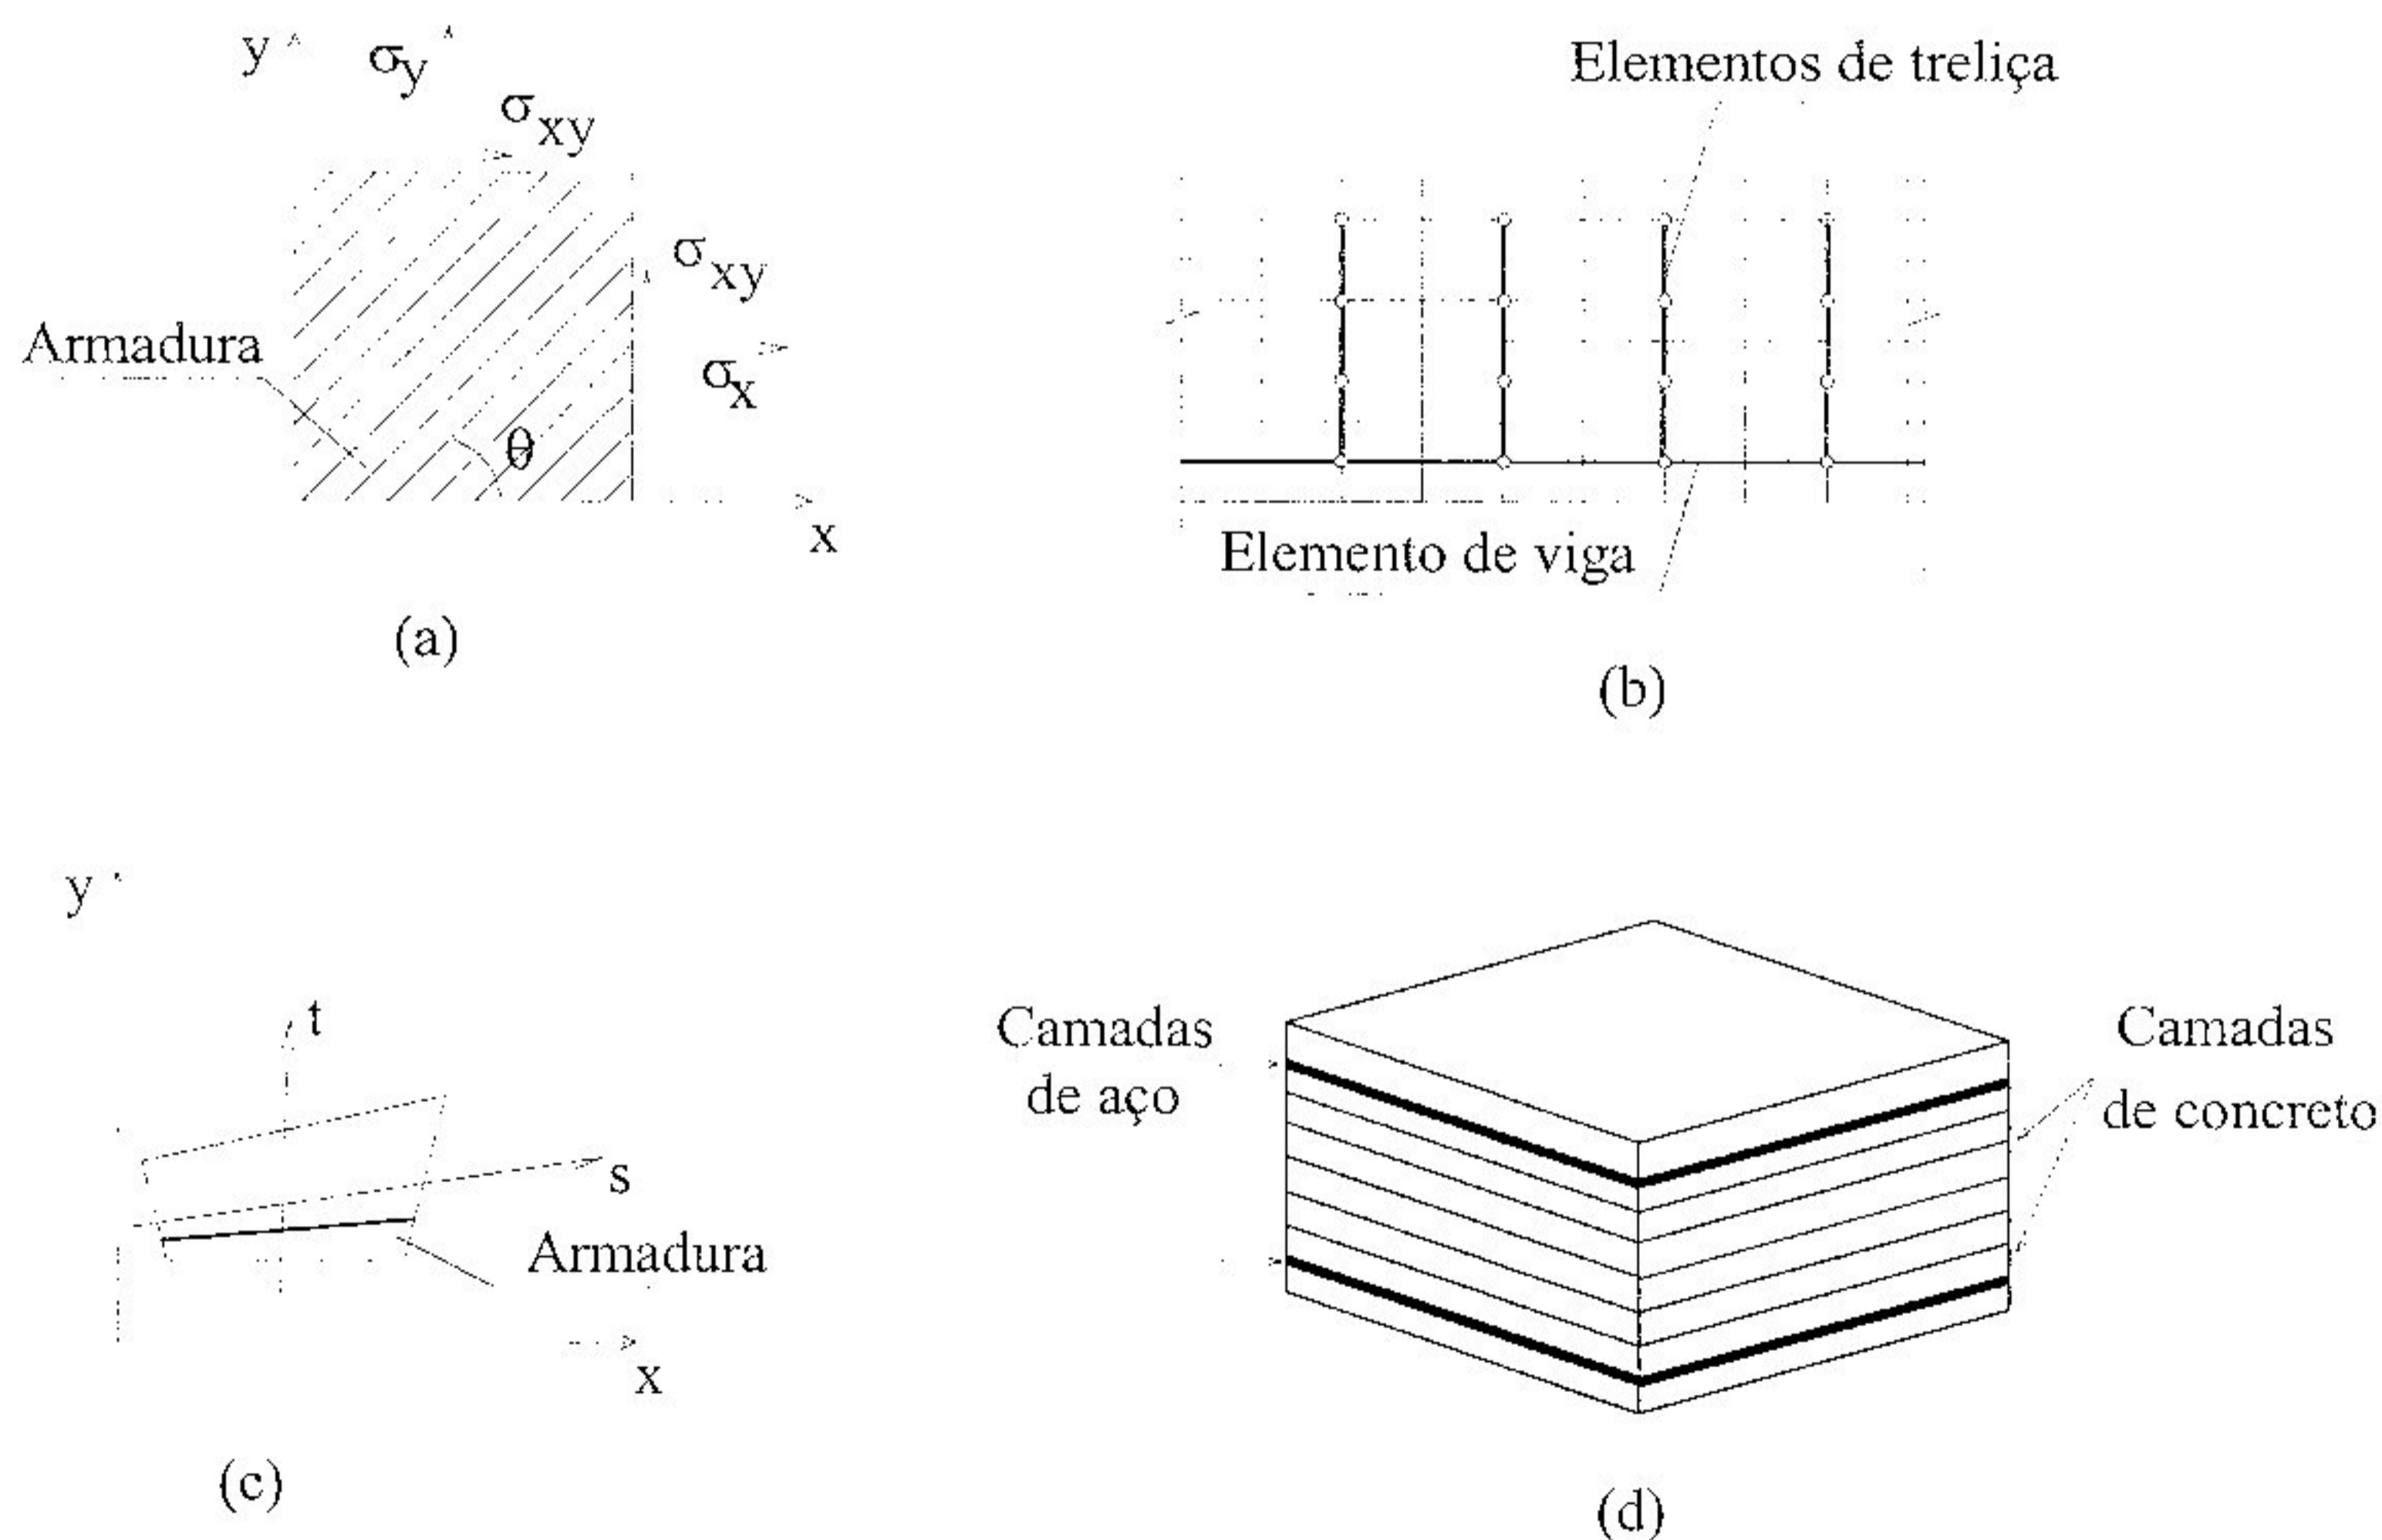 y
σy
σxy
σxy
σx
Armadura
θ
x
(a)
Elementos de treliça
Elemento de viga
(b)
y
t
s
Armadura
x
(c)
Camadas
de aço
Camadas
de concreto
(d)